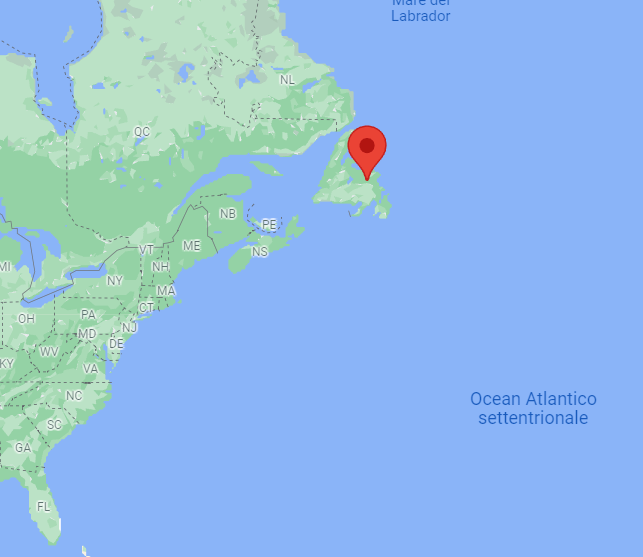 Mare del
Labrador
NL
QC
NB
PE
ME
NS
VT
MI
NH
NY
MA
CT
PA
OH
NJ
MD
DE
WV
KY
VA
NC
Ocean Atlantico
settentrionale
SC
GA
FL